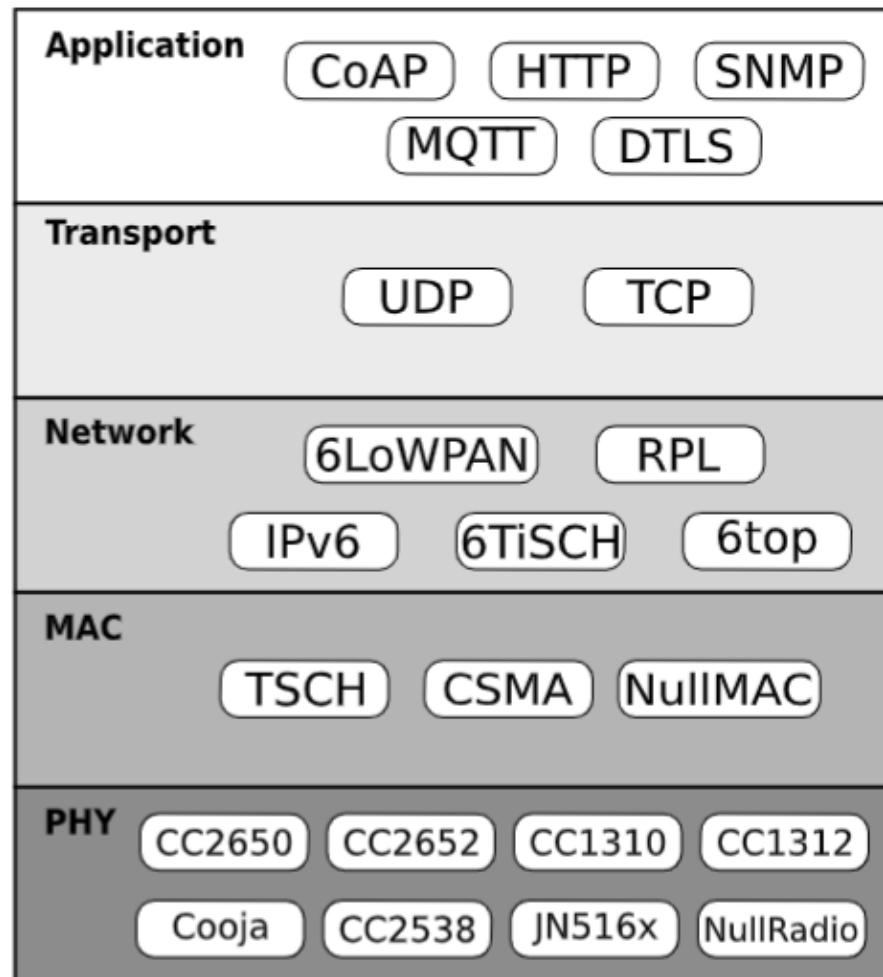 Application
CoAP HTTP SNMP
MQTT DTLS
Transport
UDP TCP
Network
6LoWPAN RPL
IPv6 6TiSCH 6top
MAC
TSCH CSMA NullMAC
PHY
CC2650 CC2652 CC1310 CC1312
Cooja CC2538 JN516x NullRadio